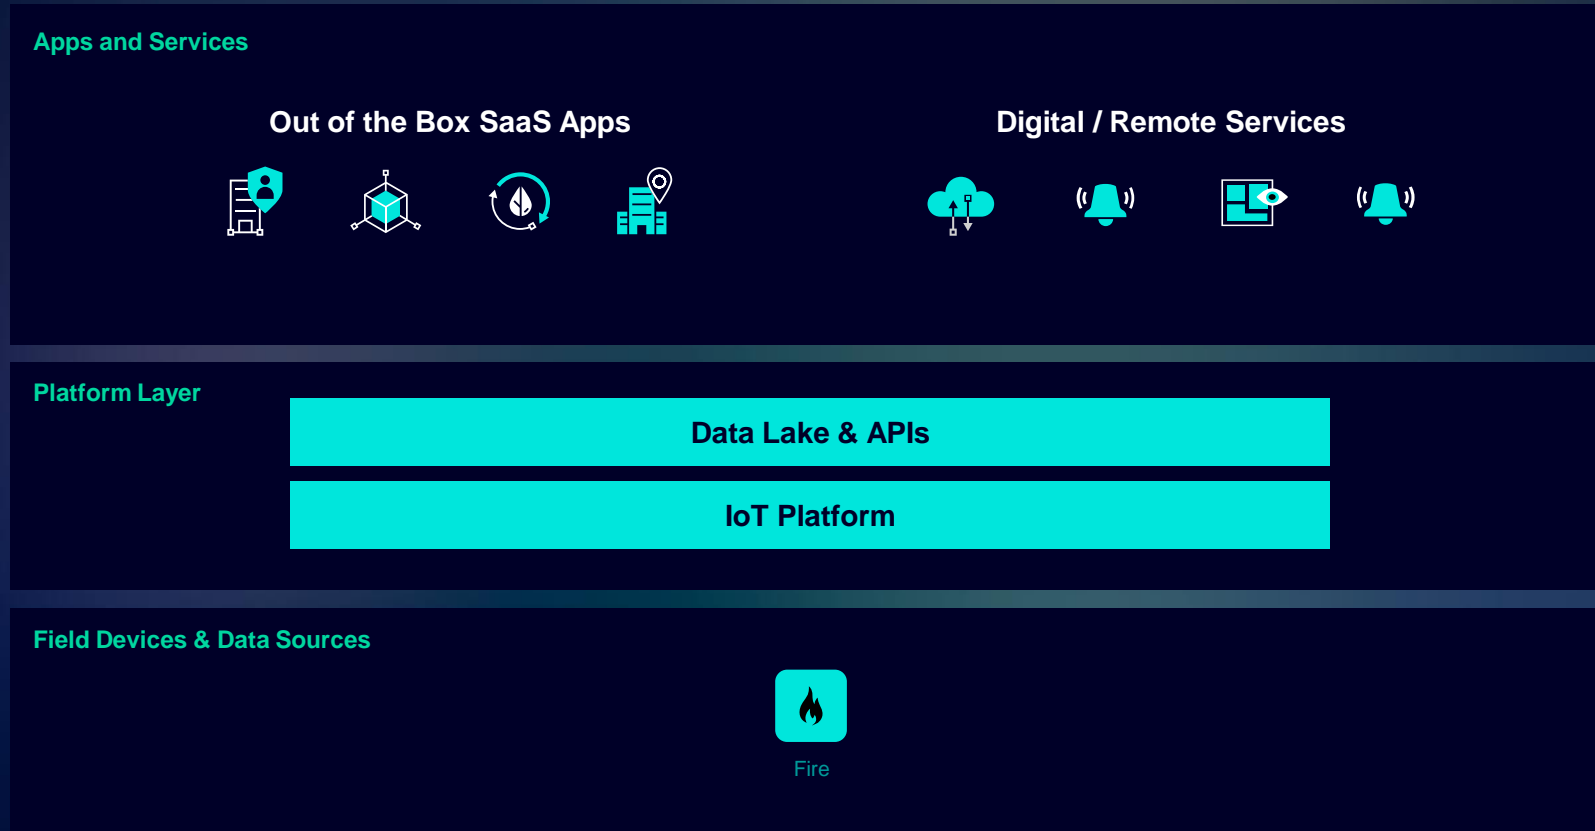 Apps and Services
Out of the Box SaaS Apps
Digital / Remote Services
Platform Layer
Data Lake & APIs
IoT Platform
Field Devices & Data Sources
Fire